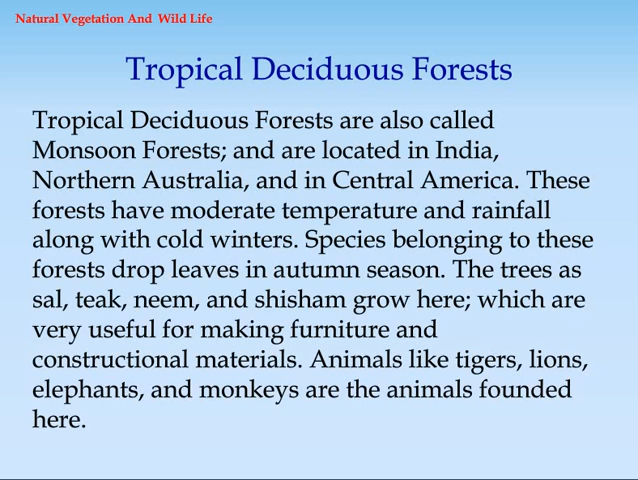 Natural Vegetation And Wild Life
Tropical Deciduous Forests
Tropical Deciduous Forests are also called
Monsoon Forests; and are located in India,
Northern Australia, and in Central America. These
forests have moderate temperature and rainfall
along with cold winters. Species belonging to these
forests drop leaves in autumn season. The trees as
sal, teak, neem, and shisham grow here; which are
very useful for making furniture and
constructional materials. Animals like tigers, lions,
elephants, and monkeys are the animals founded
here.